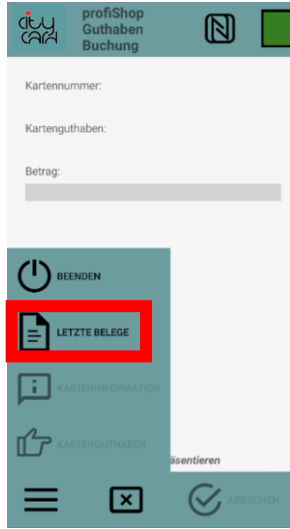 city
card
profiShop
Guthaben
Buchung
Kartennummer:
Kartenguthaben:
Betrag:
BEENDEN
LETZTE BELEGE
KARTENINFORMATION
KARTENGUTHABEN
äsentieren
ABBUCHEN